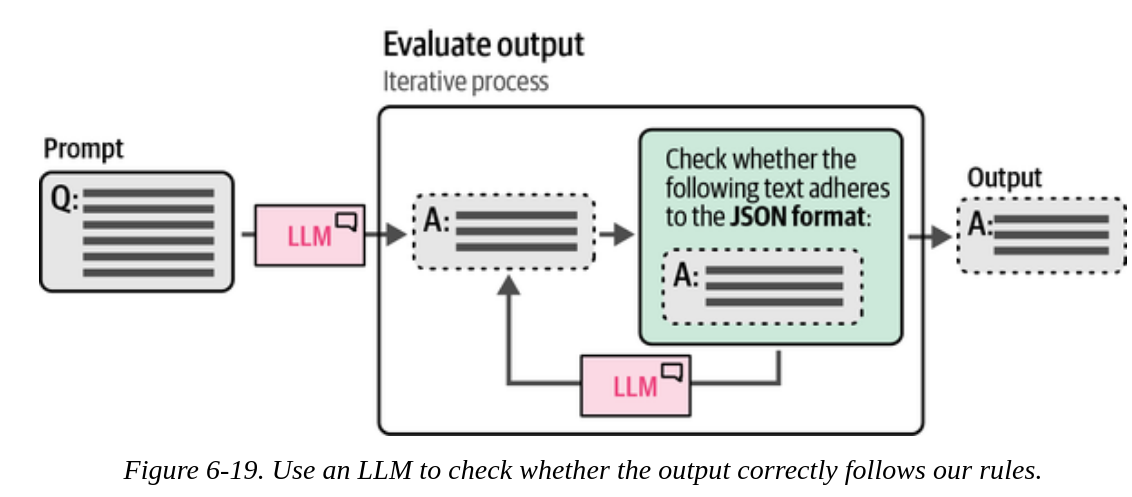 Evaluate output
Iterative process
Prompt
Q:
LLM
A:
Check whether the
following text adheres
to the JSON format:
A:
LLM
Output
A:
Figure 6-19. Use an LLM to check whether the output correctly follows our rules.